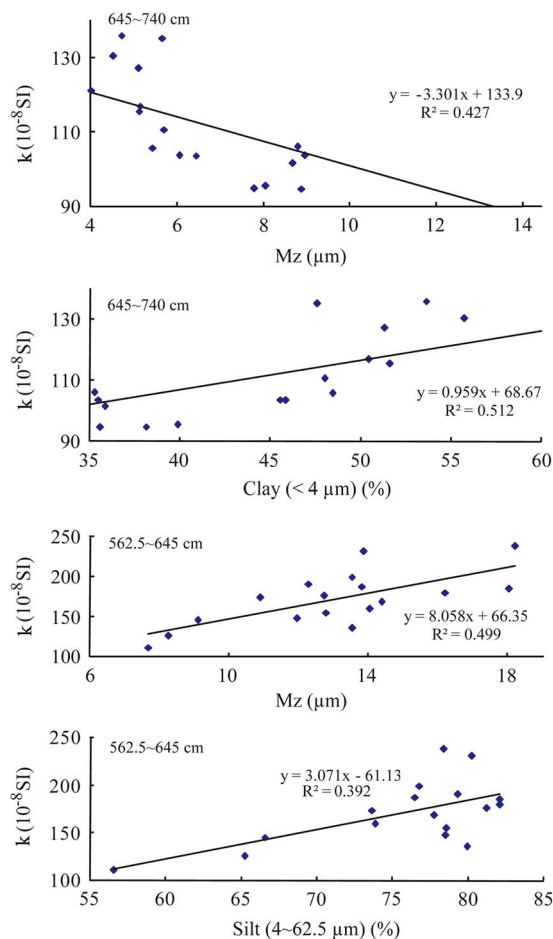 645~740 cm
130
110
90
k (10-8SI)
y = -3.301x + 133.9
R² = 0.427
4 6 8 10 12 14
Mz (µm)
645~740 cm
130
110
90
k (10-8SI)
y = 0.959x + 68.67
R² = 0.512
35 40 45 50 55 60
Clay (< 4 µm) (%)
562.5~645 cm
250
200
150
100
k (10-8SI)
y = 8.058x + 66.35
R² = 0.499
6 10 14 18
Mz (µm)
562.5~645 cm
250
200
150
100
k (10-8SI)
y = 3.071x - 61.13
R² = 0.392
55 60 65 70 75 80 85
Silt (4~62.5 µm) (%)